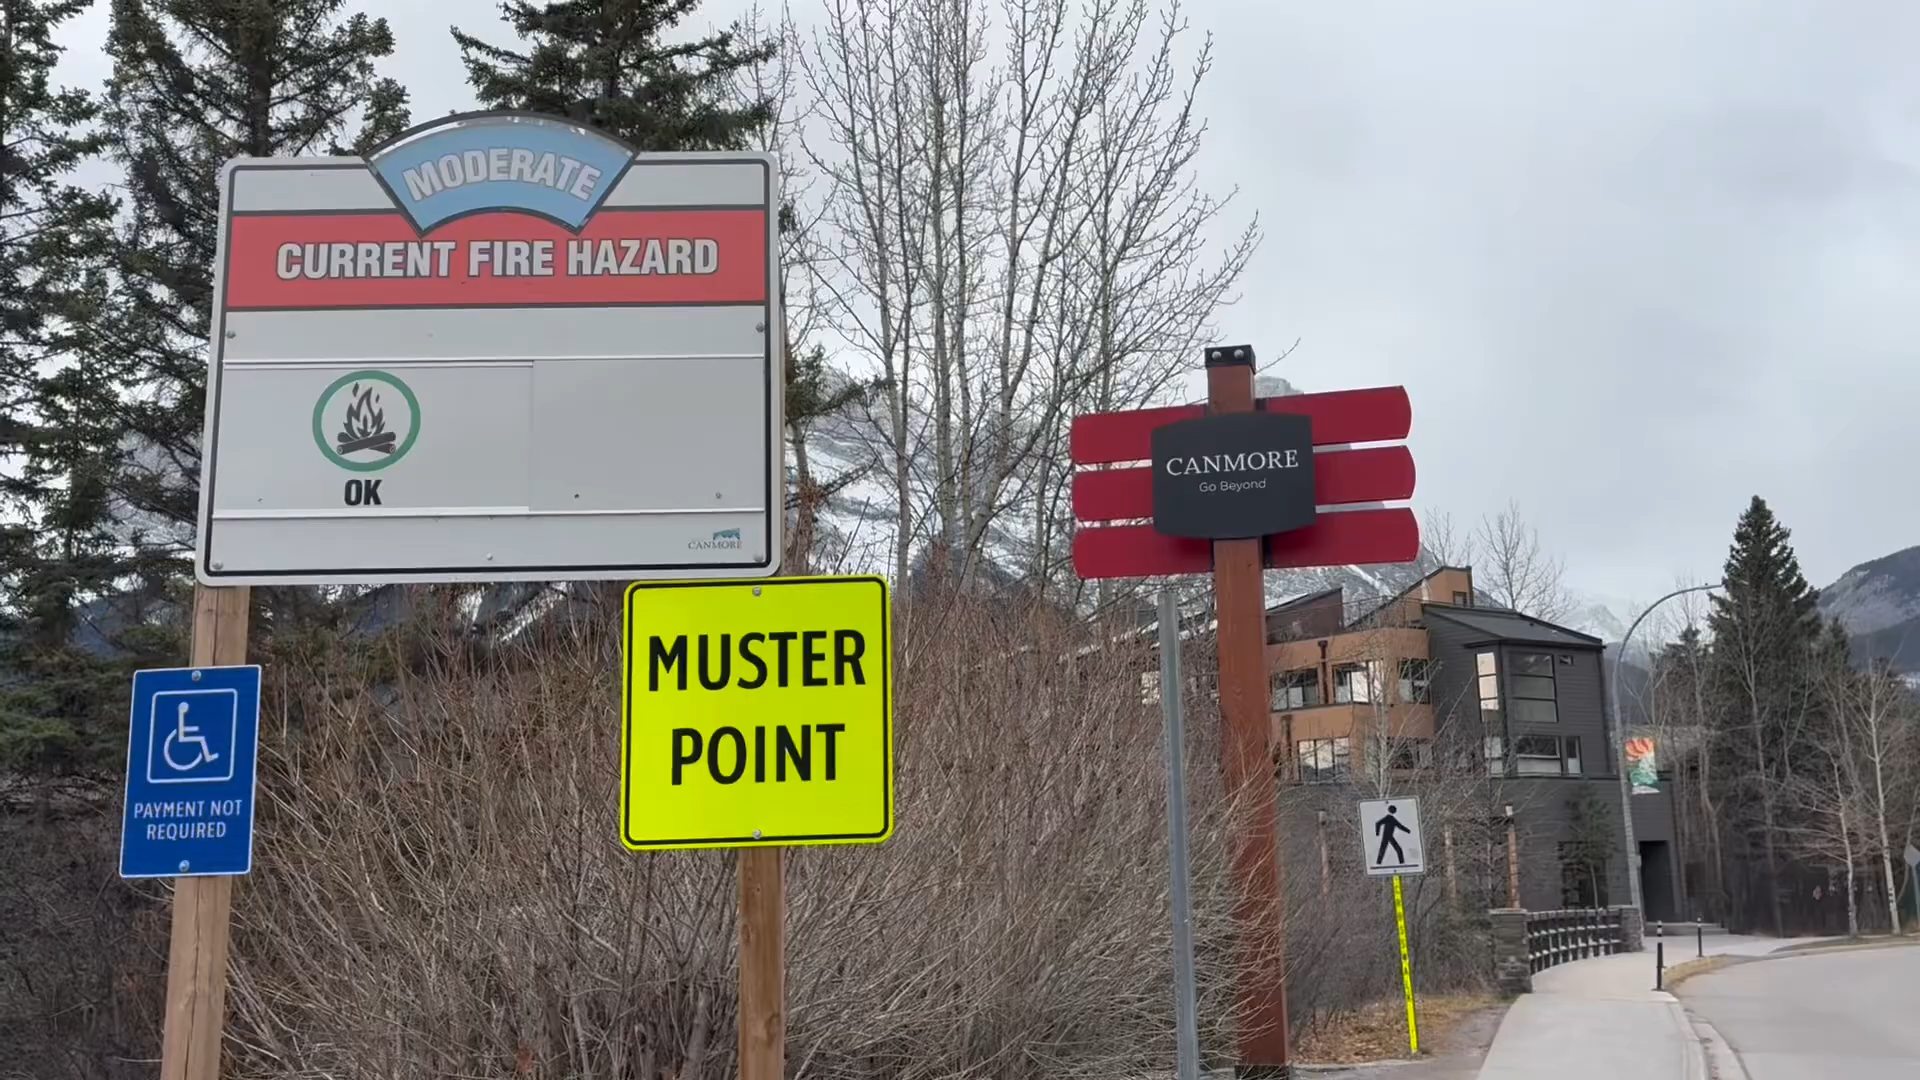 MODERATE
CURRENT FIRE HAZARD
OK
CANMORE
PAYMENT NOT
REQUIRED
MUSTER
POINT
CANMORE
Go Beyond